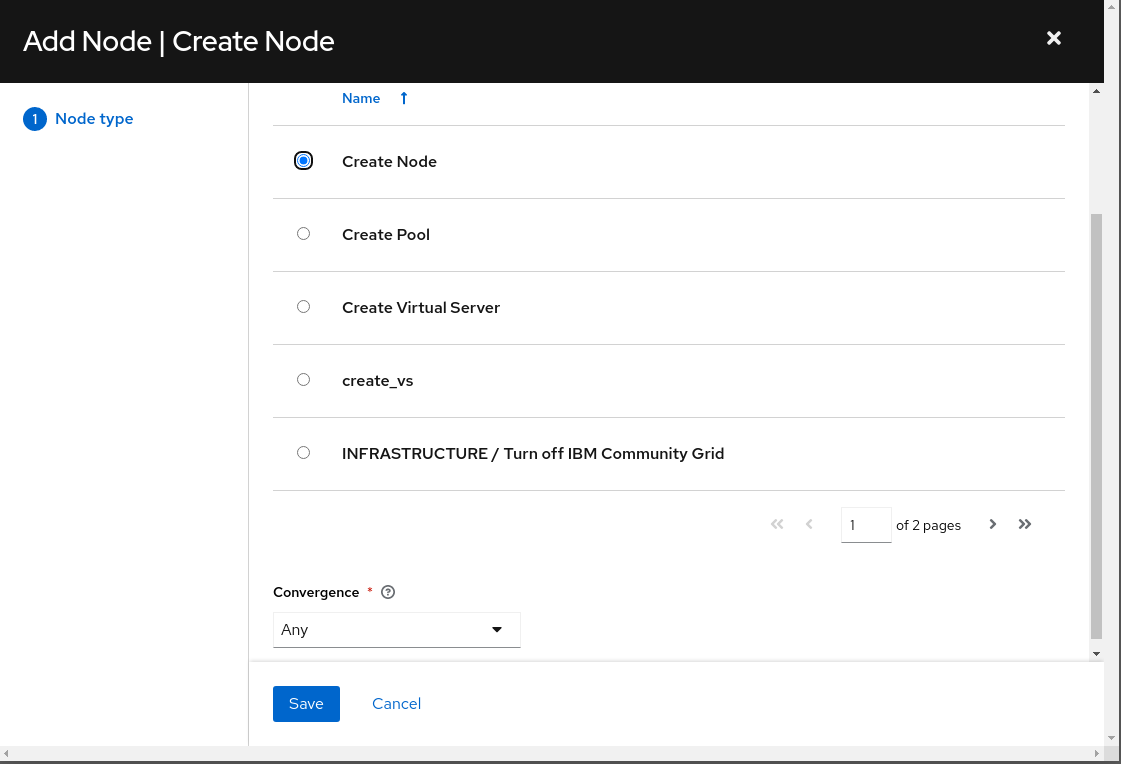 Add Node | Create Node
1 Node type
Name
Create Node
Create Pool
Create Virtual Server
create_vs
INFRASTRUCTURE / Turn off IBM Community Grid
1 of 2 pages
Convergence *
Any
Save Cancel